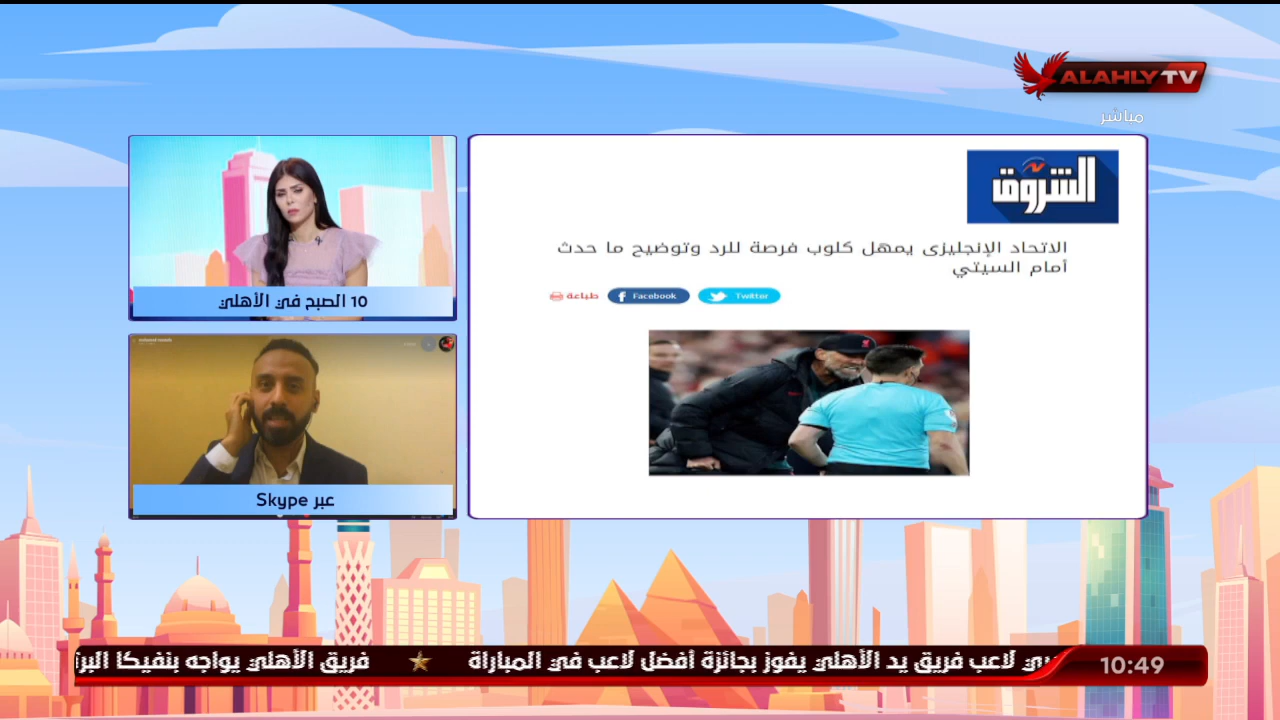 ALAHLY TV
مباشر
الشروق
الاتحاد الإنجليزى يمهل كلوب فرصة للرد وتوضيح ما حدث
أمام السيتي
طباعة Facebook Twitter
10 الصبح في الأهلي
عبر Skype
لاعب فريق يد الأهلي يفوز بجائزة أفضل لاعب في المباراة
فريق الأهلي يواجه بنفيكا
10:49